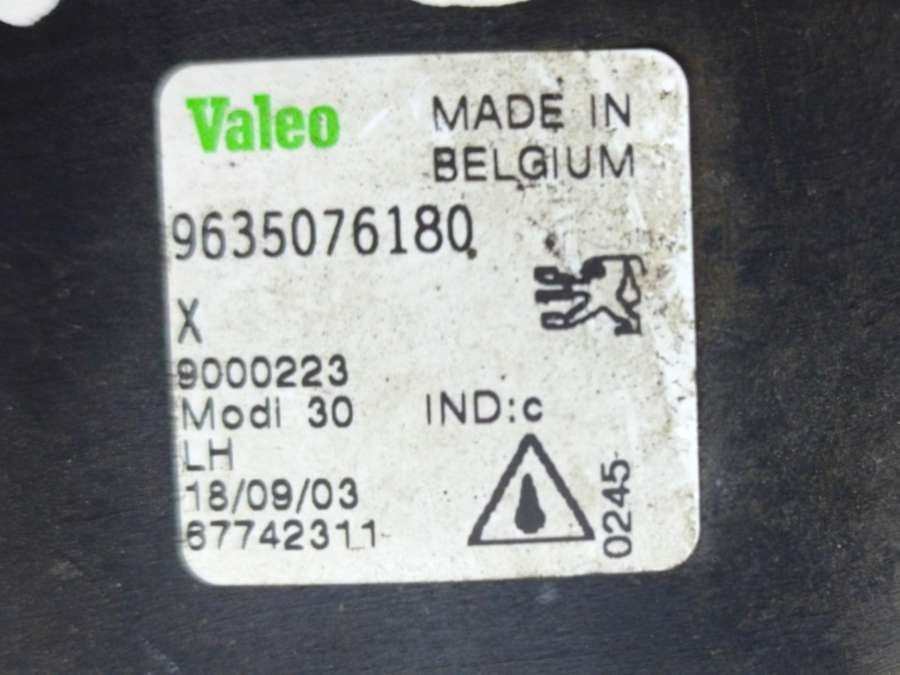 Valeo
MADE IN
BELGIUM
9635076180
X
9000223
Modi 30
IND:c
LH
18/09/03
67742311
0245